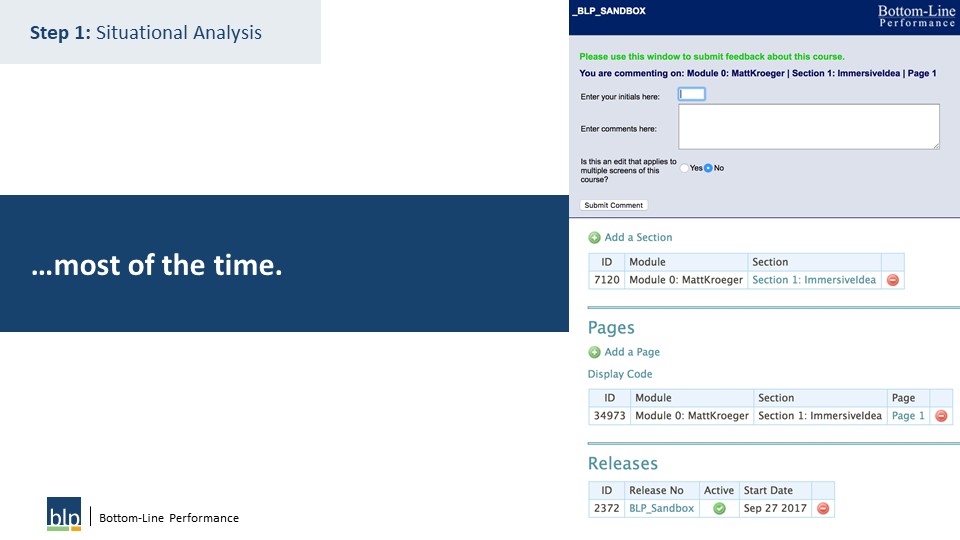 Step 1: Situational Analysis
…most of the time.
blp
Bottom-Line Performance
_BLP_SANDBOX
Bottom-Line
Performance
Please use this window to submit feedback about this course.
You are commenting on: Module 0: MattKroeger | Section 1: ImmersiveIdea | Page 1
Enter your initials here:
Enter comments here:
Is this an edit that applies to
multiple screens of this
course?
Yes No
Submit Comment
Add a Section
ID Module Section
7120 Module 0: MattKroeger Section 1: ImmersiveIdea
Pages
Add a Page
Display Code
ID Module Section Page
34973 Module 0: MattKroeger Section 1: ImmersiveIdea Page 1
Releases
ID Release No Active Start Date
2372 BLP_Sandbox Sep 27 2017